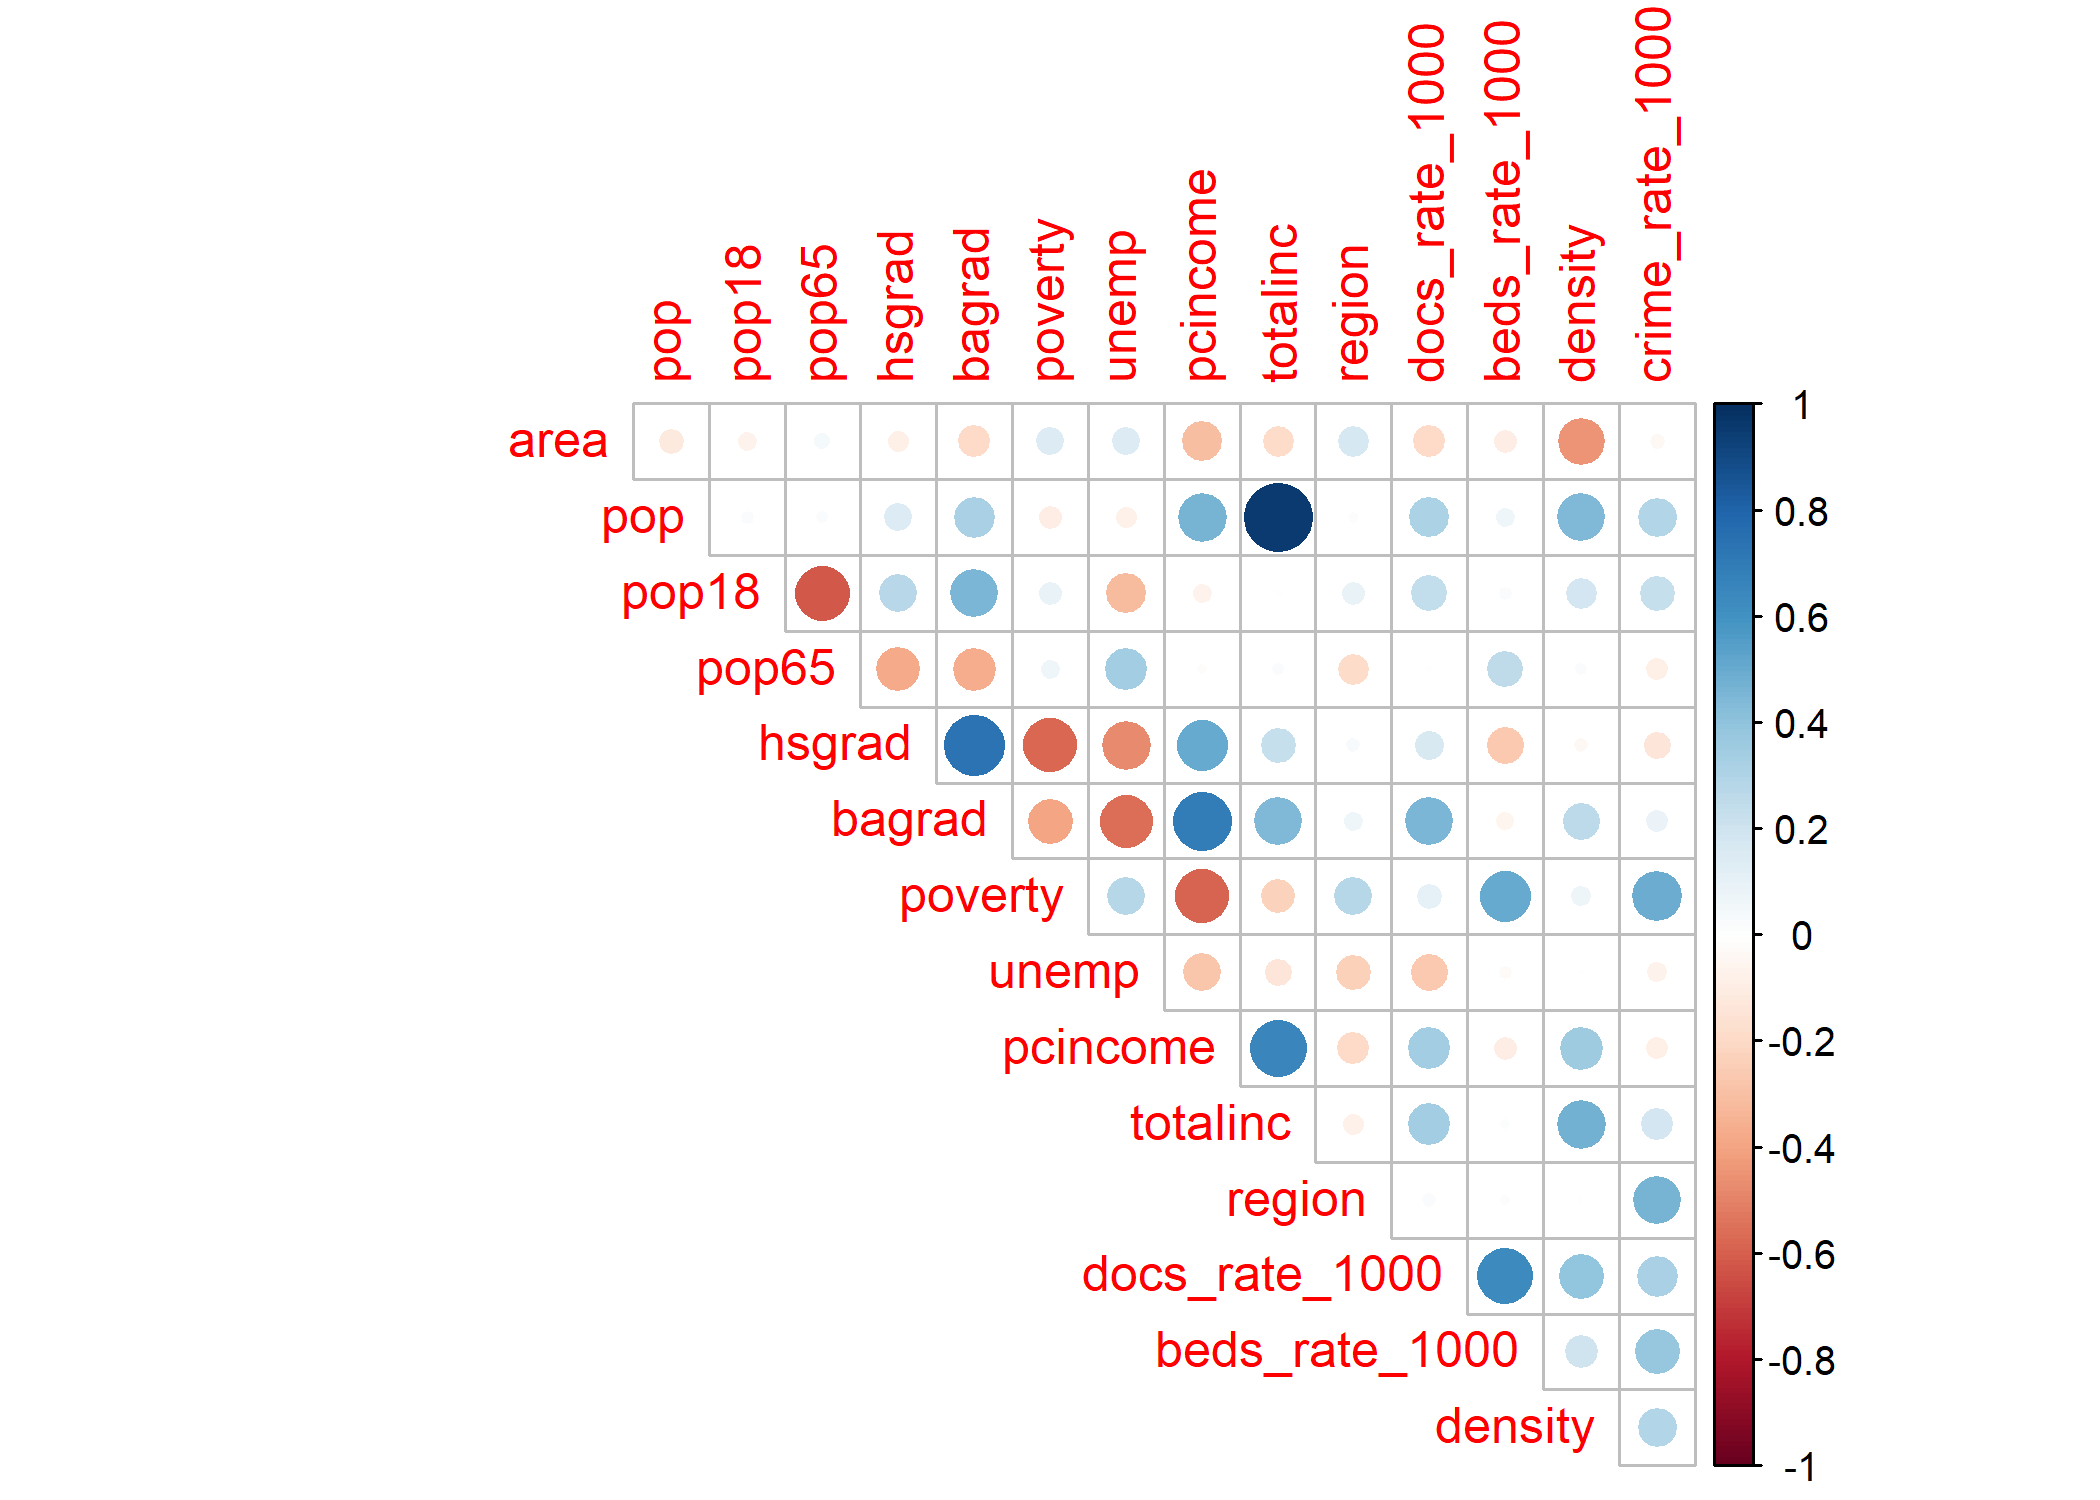 pop
pop18
pop65
hsgrad
bagrad
poverty
unemp
pcincome
totalinc
region
docs_rate_1000
beds_rate_1000
density
crime_rate_1000
area
pop
pop18
pop65
hsgrad
bagrad
poverty
unemp
pcincome
totalinc
region
docs_rate_1000
beds_rate_1000
density
1
0.8
0.6
0.4
0.2
0
-0.2
-0.4
-0.6
-0.8
-1